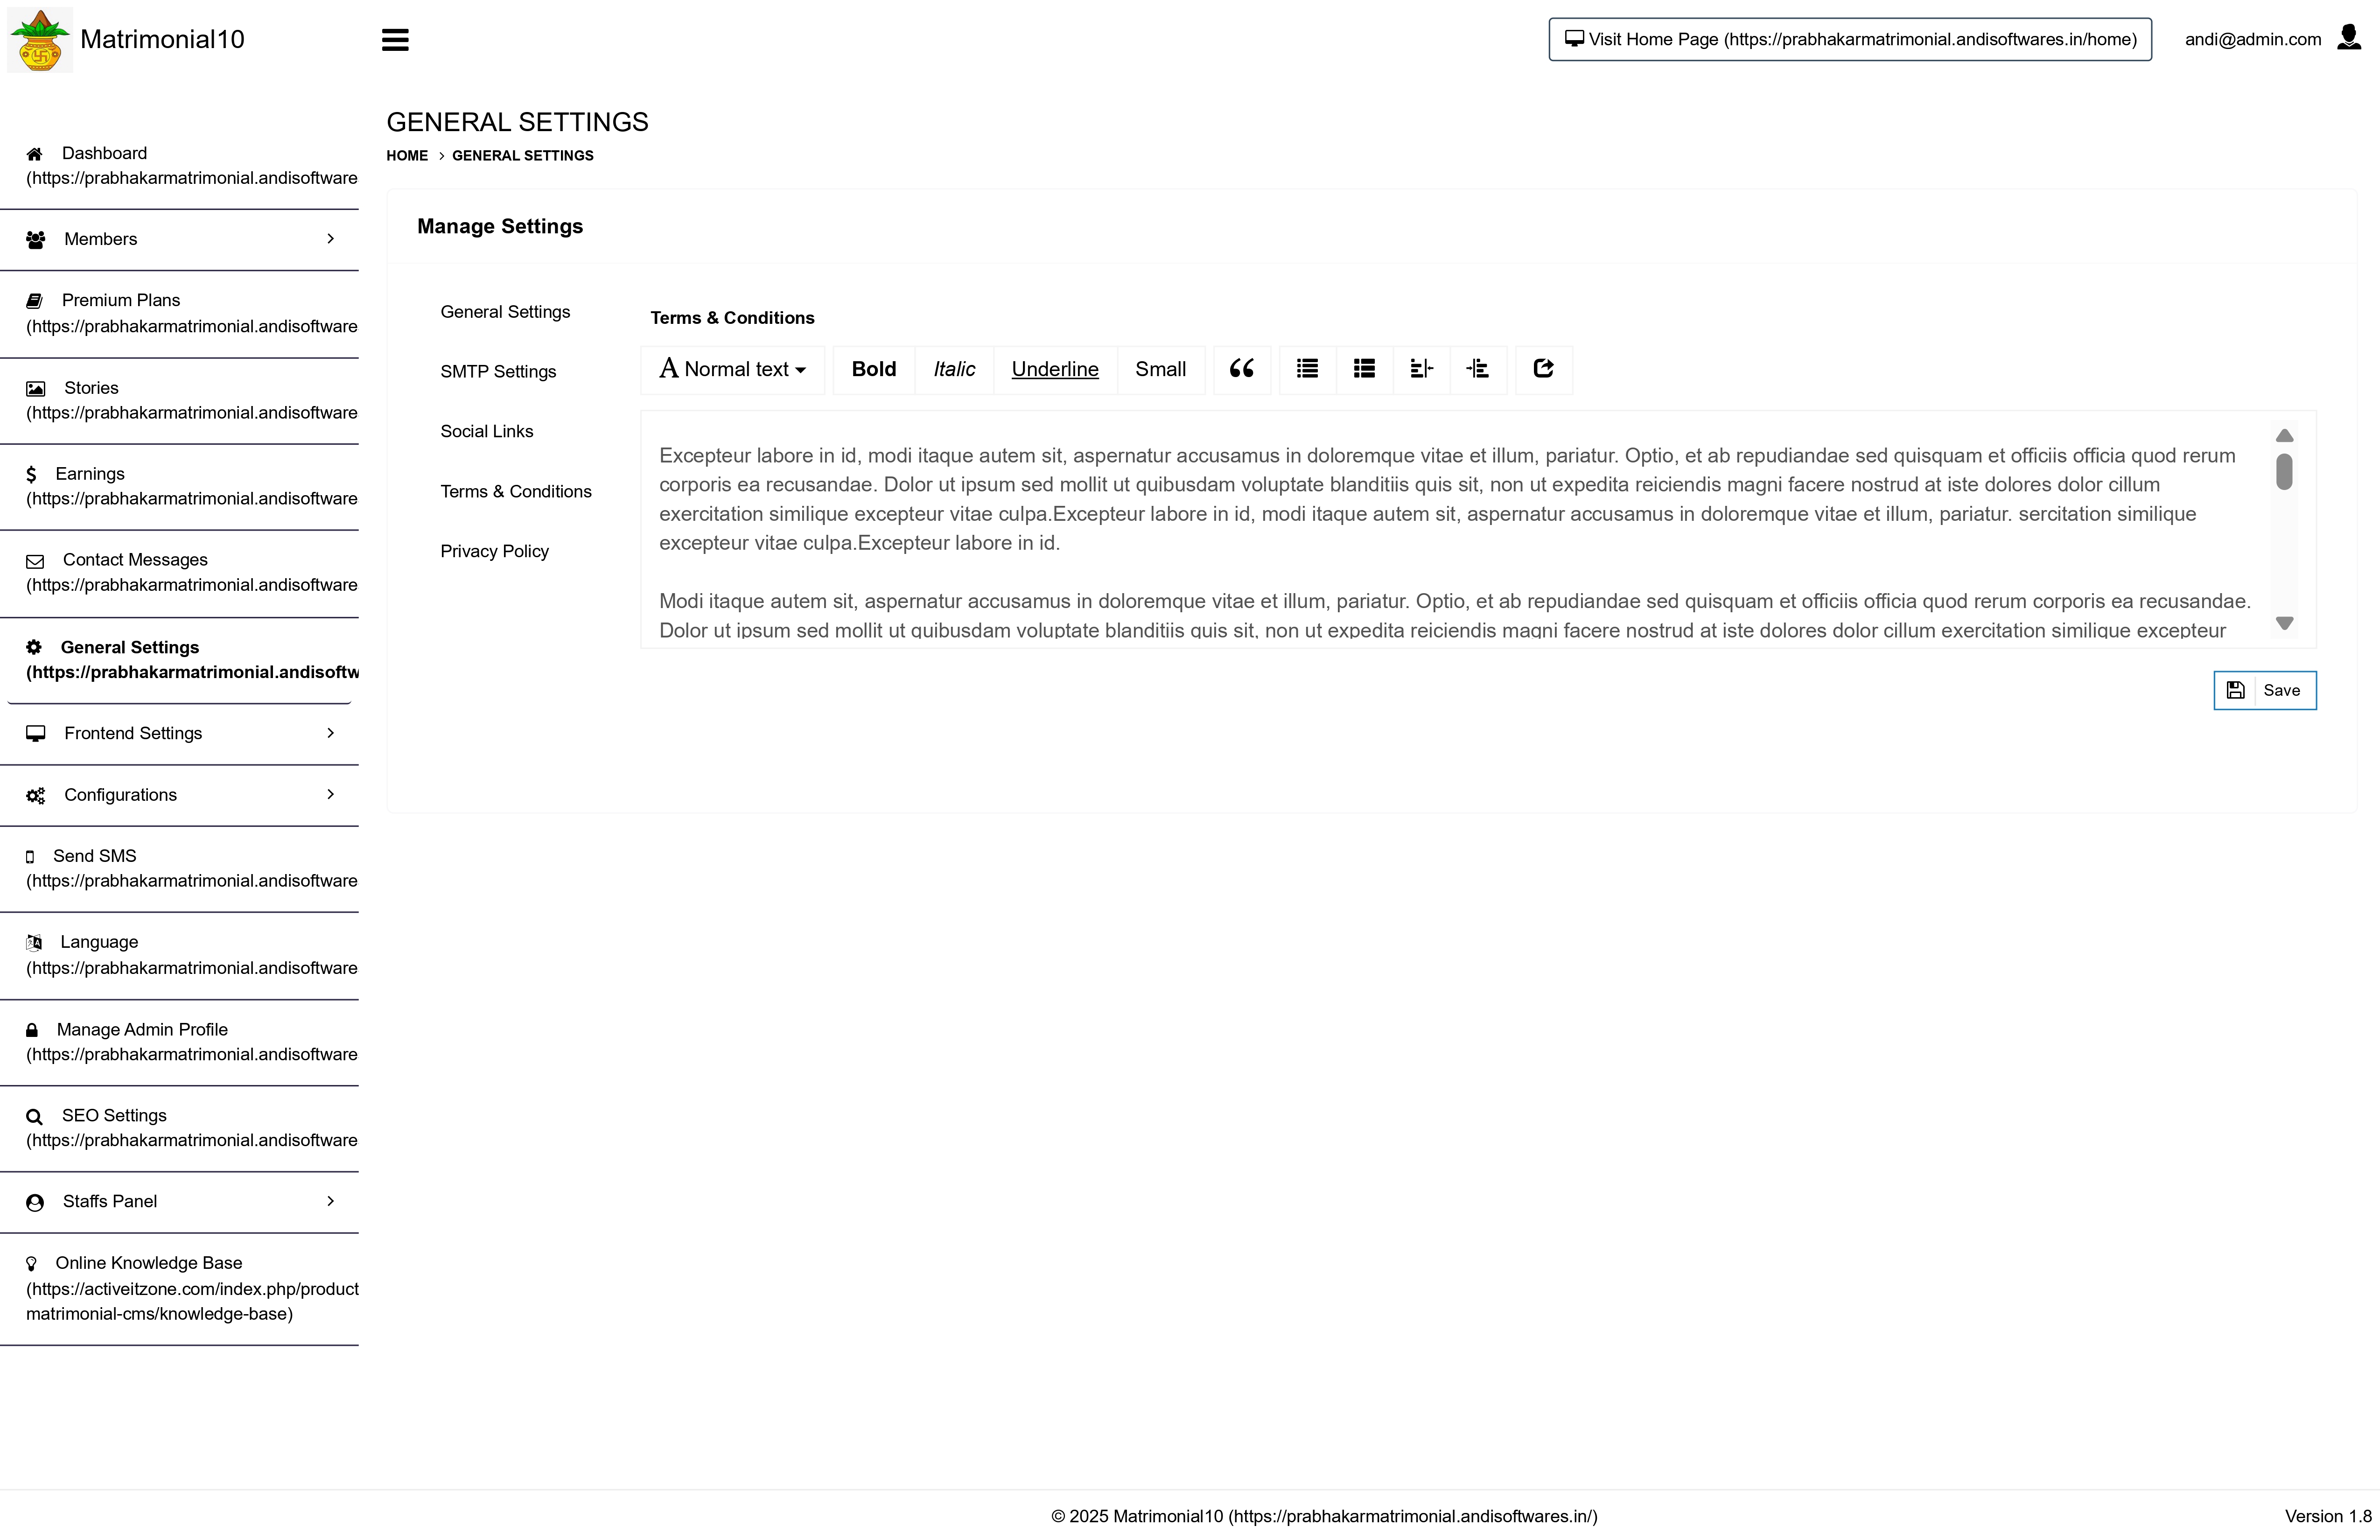 Matrimonial10
Visit Home Page (https://prabhakarmatrimonial.andisoftwares.in/home)
andi@admin.com
Dashboard
(https://prabhakarmatrimonial.andisoftware
Members
Premium Plans
(https://prabhakarmatrimonial.andisoftware
Stories
(https://prabhakarmatrimonial.andisoftware
Earnings
(https://prabhakarmatrimonial.andisoftware
Contact Messages
(https://prabhakarmatrimonial.andisoftware
General Settings
(https://prabhakarmatrimonial.andisoftw
Frontend Settings
Configurations
Send SMS
(https://prabhakarmatrimonial.andisoftware
Language
(https://prabhakarmatrimonial.andisoftware
Manage Admin Profile
(https://prabhakarmatrimonial.andisoftware
SEO Settings
(https://prabhakarmatrimonial.andisoftware
Staffs Panel
Online Knowledge Base
(https://activeitzone.com/index.php/product
matrimonial-cms/knowledge-base)
GENERAL SETTINGS
HOME > GENERAL SETTINGS
Manage Settings
General Settings
SMTP Settings
Social Links
Terms & Conditions
Privacy Policy
Terms & Conditions
A Normal text Bold Italic Underline Small
Excepteur labore in id, modi itaque autem sit, aspernatur accusamus in doloremque vitae et illum, pariatur. Optio, et ab repudiandae sed quisquam et officiis officia quod rerum
corporis ea recusandae. Dolor ut ipsum sed mollit ut quibusdam voluptate blanditiis quis sit, non ut expedita reiciendis magni facere nostrud at iste dolores dolor cillum
exercitation similique excepteur vitae culpa.Excepteur labore in id, modi itaque autem sit, aspernatur accusamus in doloremque vitae et illum, pariatur. sercitation similique
excepteur vitae culpa.Excepteur labore in id.
Modi itaque autem sit, aspernatur accusamus in doloremque vitae et illum, pariatur. Optio, et ab repudiandae sed quisquam et officiis officia quod rerum corporis ea recusandae.
Dolor ut ipsum sed mollit ut quibusdam voluptate blanditiis quis sit, non ut expedita reiciendis magni facere nostrud at iste dolores dolor cillum exercitation similique excepteur
Save
© 2025 Matrimonial10 (https://prabhakarmatrimonial.andisoftwares.in/)
Version 1.8